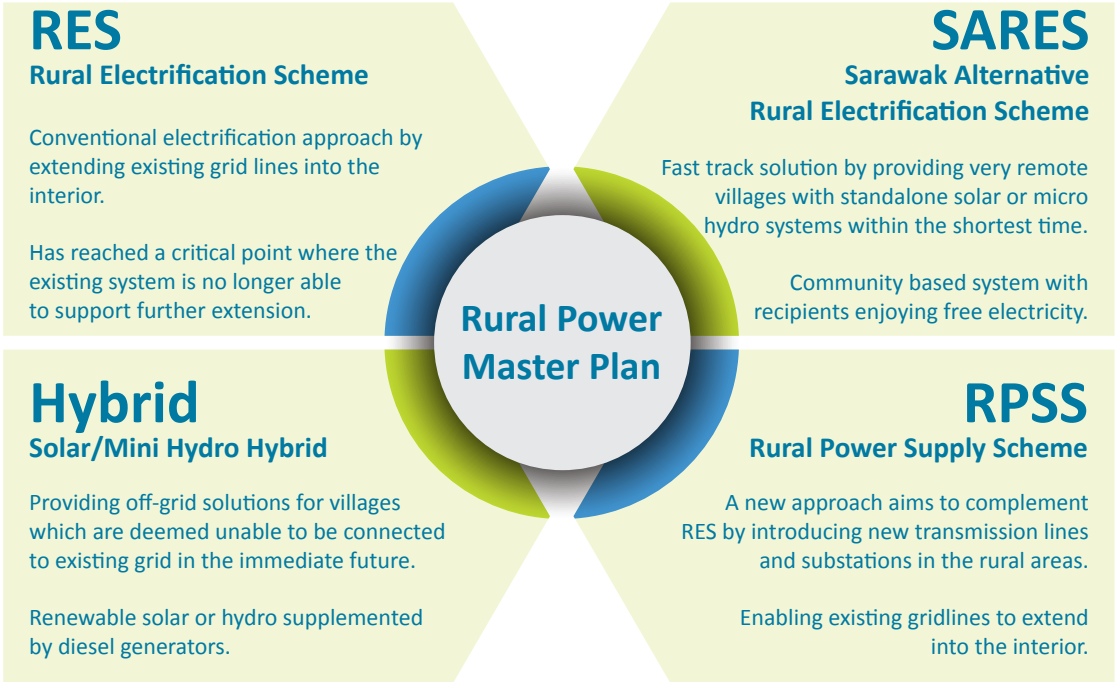 RES
Rural Electrification Scheme
Conventional electrification approach by
extending existing grid lines into the
interior.
Has reached a critical point where the
existing system is no longer able
to support further extension.
SARES
Sarawak Alternative
Rural Electrification Scheme
Fast track solution by providing very remote
villages with standalone solar or micro
hydro systems within the shortest time.
Community based system with
recipients enjoying free electricity.
Rural Power
Master Plan
Hybrid
Solar/Mini Hydro Hybrid
Providing off-grid solutions for villages
which are deemed unable to be connected
to existing grid in the immediate future.
Renewable solar or hydro supplemented
by diesel generators.
RPSS
Rural Power Supply Scheme
A new approach aims to complement
RES by introducing new transmission lines
and substations in the rural areas.
Enabling existing gridlines to extend
into the interior.